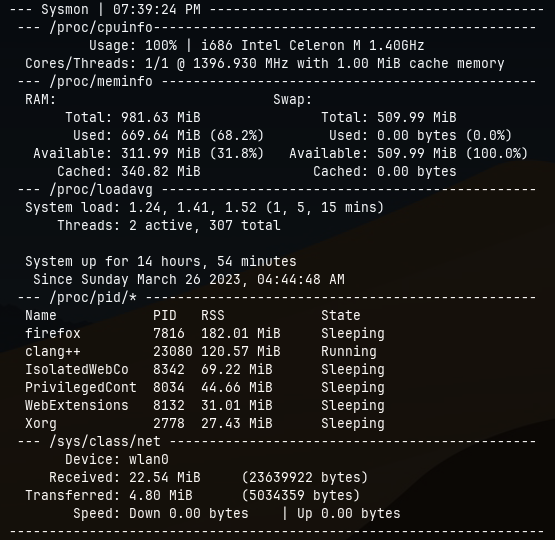 --- Sysmon | 07:39:24 PM ------------------------------------------
--- /proc/cpuinfo -----------------------------------------------
Usage: 100% | i686 Intel Celeron M 1.40GHz
Cores/Threads: 1/1 @ 1396.930 MHz with 1.00 MiB cache memory
--- /proc/meminfo -----------------------------------------------
RAM: Swap:
Total: 981.63 MiB Total: 509.99 MiB
Used: 669.64 MiB (68.2%) Used: 0.00 bytes (0.0%)
Available: 311.99 MiB (31.8%) Available: 509.99 MiB (100.0%)
Cached: 340.82 MiB Cached: 0.00 bytes
--- /proc/loadavg -----------------------------------------------
System load: 1.24, 1.41, 1.52 (1, 5, 15 mins)
Threads: 2 active, 307 total
System up for 14 hours, 54 minutes
Since Sunday March 26 2023, 04:44:48 AM
--- /proc/pid/* -------------------------------------------------
Name PID RSS State
firefox 7816 182.01 MiB Sleeping
clang++ 23080 120.57 MiB Running
IsolatedWebCo 8342 69.22 MiB Sleeping
PrivilegedCont 8034 44.66 MiB Sleeping
WebExtensions 8132 31.01 MiB Sleeping
Xorg 2778 27.43 MiB Sleeping
--- /sys/class/net ----------------------------------------------
Device: wlan0
Received: 22.54 MiB (23639922 bytes)
Transferred: 4.80 MiB (5034359 bytes)
Speed: Down 0.00 bytes | Up 0.00 bytes
-------------------------------------------------------------------